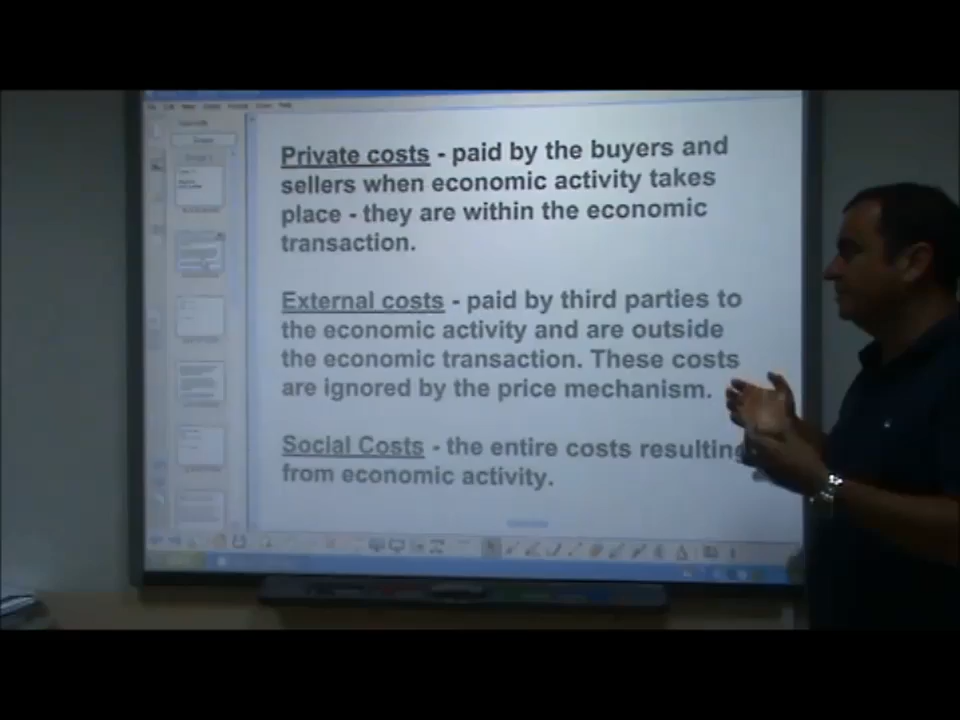 Private costs - paid by the buyers and
sellers when economic activity takes
place - they are within the economic
transaction.
External costs - paid by third parties to
the economic activity and are outside
the economic transaction. These costs
are ignored by the price mechanism.
Social Costs - the entire costs resulting
from economic activity.